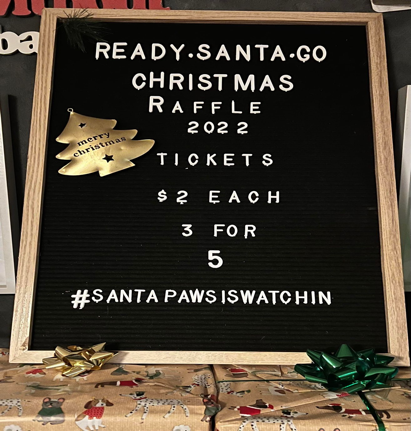 READY.SANTA.GO
CHRISTMAS
RAFFLE
2022
merry
christmas
TICKETS
$2 EACH
3 FOR
5
#SANTAPAWSISWATCHIN